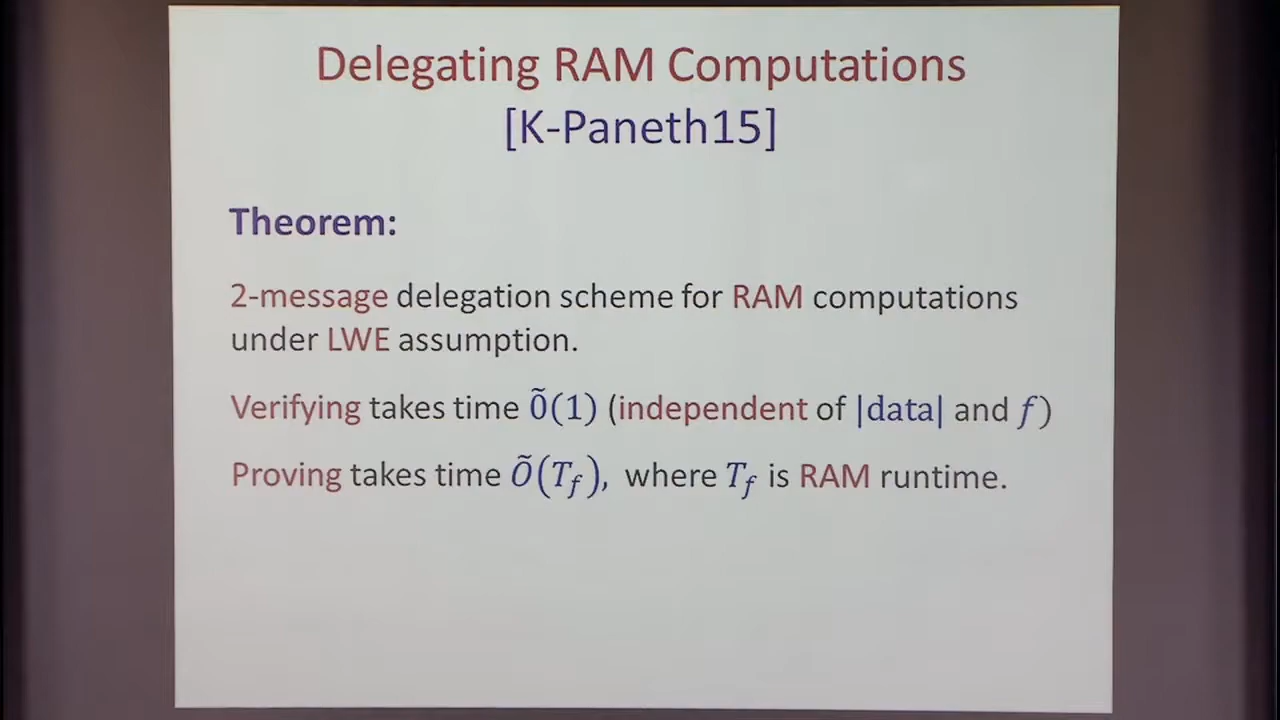 Delegating RAM Computations
[K-Paneth15]
Theorem:
2-message delegation scheme for RAM computations
under LWE assumption.
Verifying takes time Õ(1) (independent of |data| and f)
Proving takes time Õ(T_f), where T_f is RAM runtime.